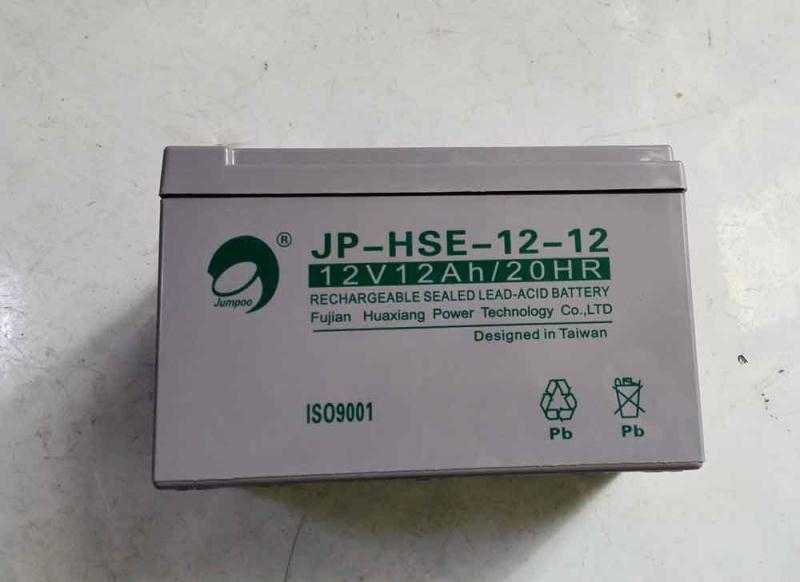 Jumpoo ®
JP-HSE-12-12
12V12Ah/20HR
RECHARGEABLE SEALED LEAD-ACID BATTERY
Fujian Huaxiang Power Technology Co.,LTD
Designed in Taiwan
ISO9001
Pb Pb